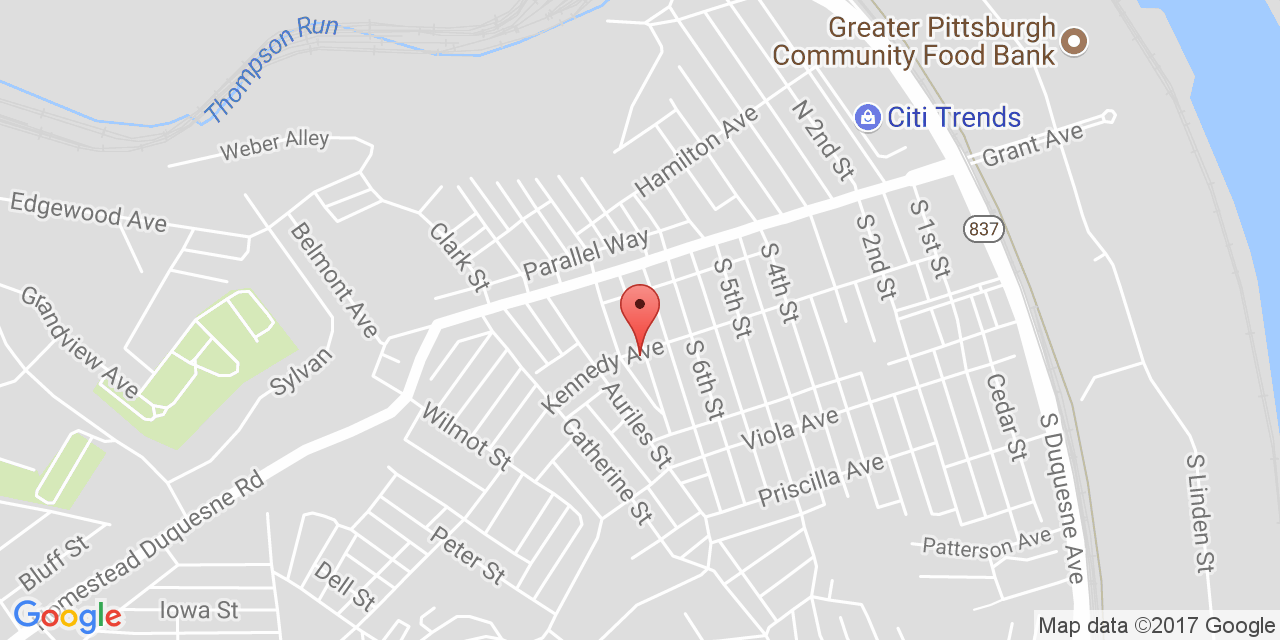 Greater Pittsburgh
Community Food Bank
Thompson Run
Citi Trends
N 2nd St
Hamilton Ave
Grant Ave
Weber Alley
Edgewood Ave
S 1st St
837
Belmont Ave
Clark St
Parallel Way
S 2nd St
S 4th St
S 5th St
Grandview Ave
Sylvan
Kennedy Ave
S 6th St
Auriles St
Cedar St
Viola Ave
Wilmot St
Catherine St
Priscilla Ave
S Duquesne Ave
S Linden St
Homestead Duquesne Rd
Patterson Ave
Bluff St
Peter St
Dell St
Iowa St
Google
Map data ©2017 Google